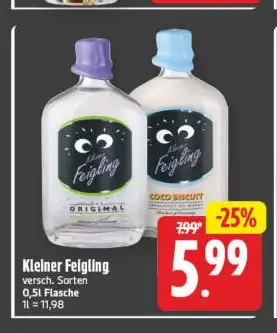 Kleiner
Feigling
ORIGINAL
Kleiner
Feigling
COCO BISCUIT
-25%
7.99*
5.99
Kleiner Feigling
versch. Sorten
0,5l Flasche
1l = 11,98